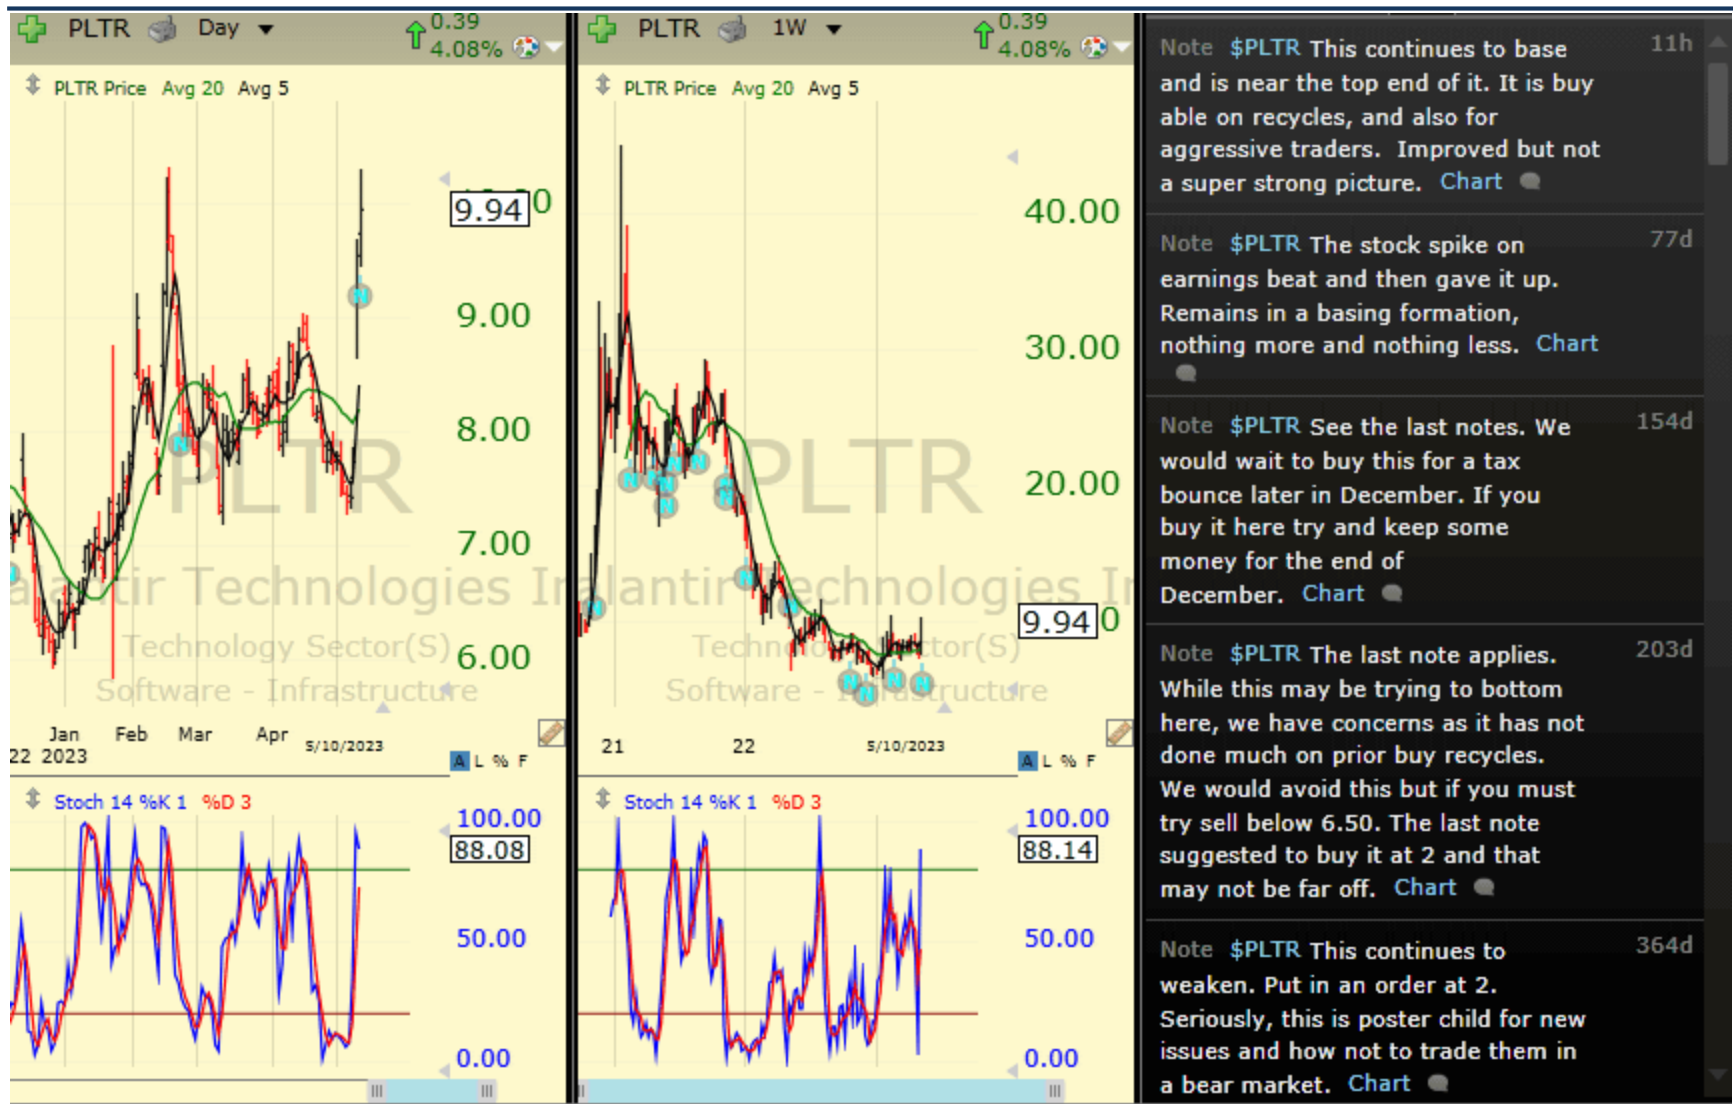 PLTR Day
0.39
4.08%
PLTR Price Avg 20 Avg 5
9.94
9.00
8.00
7.00
6.00
PLTR
Technologies
Technology Sector(S)
Software - Infrastructure
Jan Feb Mar Apr 5/10/2023
22 2023
A L % F
Stoch 14 %K 1 %D 3
100.00
88.08
50.00
0.00
PLTR 1W
0.39
4.08%
PLTR Price Avg 20 Avg 5
40.00
30.00
20.00
9.94
PLTR
21 22 5/10/2023
A L % F
Stoch 14 %K 1 %D 3
100.00
88.14
50.00
0.00
Note $PLTR This continues to base 11h
and is near the top end of it. It is buy
able on recycles, and also for
aggressive traders. Improved but not
a super strong picture. Chart
Note $PLTR The stock spike on 77d
earnings beat and then gave it up.
Remains in a basing formation,
nothing more and nothing less. Chart
Note $PLTR See the last notes. We 154d
would wait to buy this for a tax
bounce later in December. If you
buy it here try and keep some
money for the end of
December. Chart
Note $PLTR The last note applies. 203d
While this may be trying to bottom
here, we have concerns as it has not
done much on prior buy recycles.
We would avoid this but if you must
try sell below 6.50. The last note
suggested to buy it at 2 and that
may not be far off. Chart
Note $PLTR This continues to 364d
weaken. Put in an order at 2.
Seriously, this is poster child for new
issues and how not to trade them in
a bear market. Chart